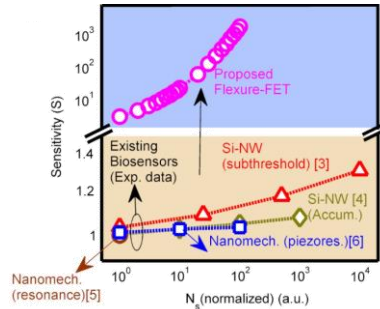 10³
10²
10¹
Sensitivity (S)
Proposed
Flexure-FET
1.4
1.2
1
Existing
Biosensors
(Exp. data)
Si-NW
(subthreshold) [3]
Si-NW [4]
(Accum.)
Nanomech. (piezores.)[6]
Nanomech.
(resonance)[5]
10⁰
10¹
10²
10³
10⁴
Nₛ(normalized) (a.u.)